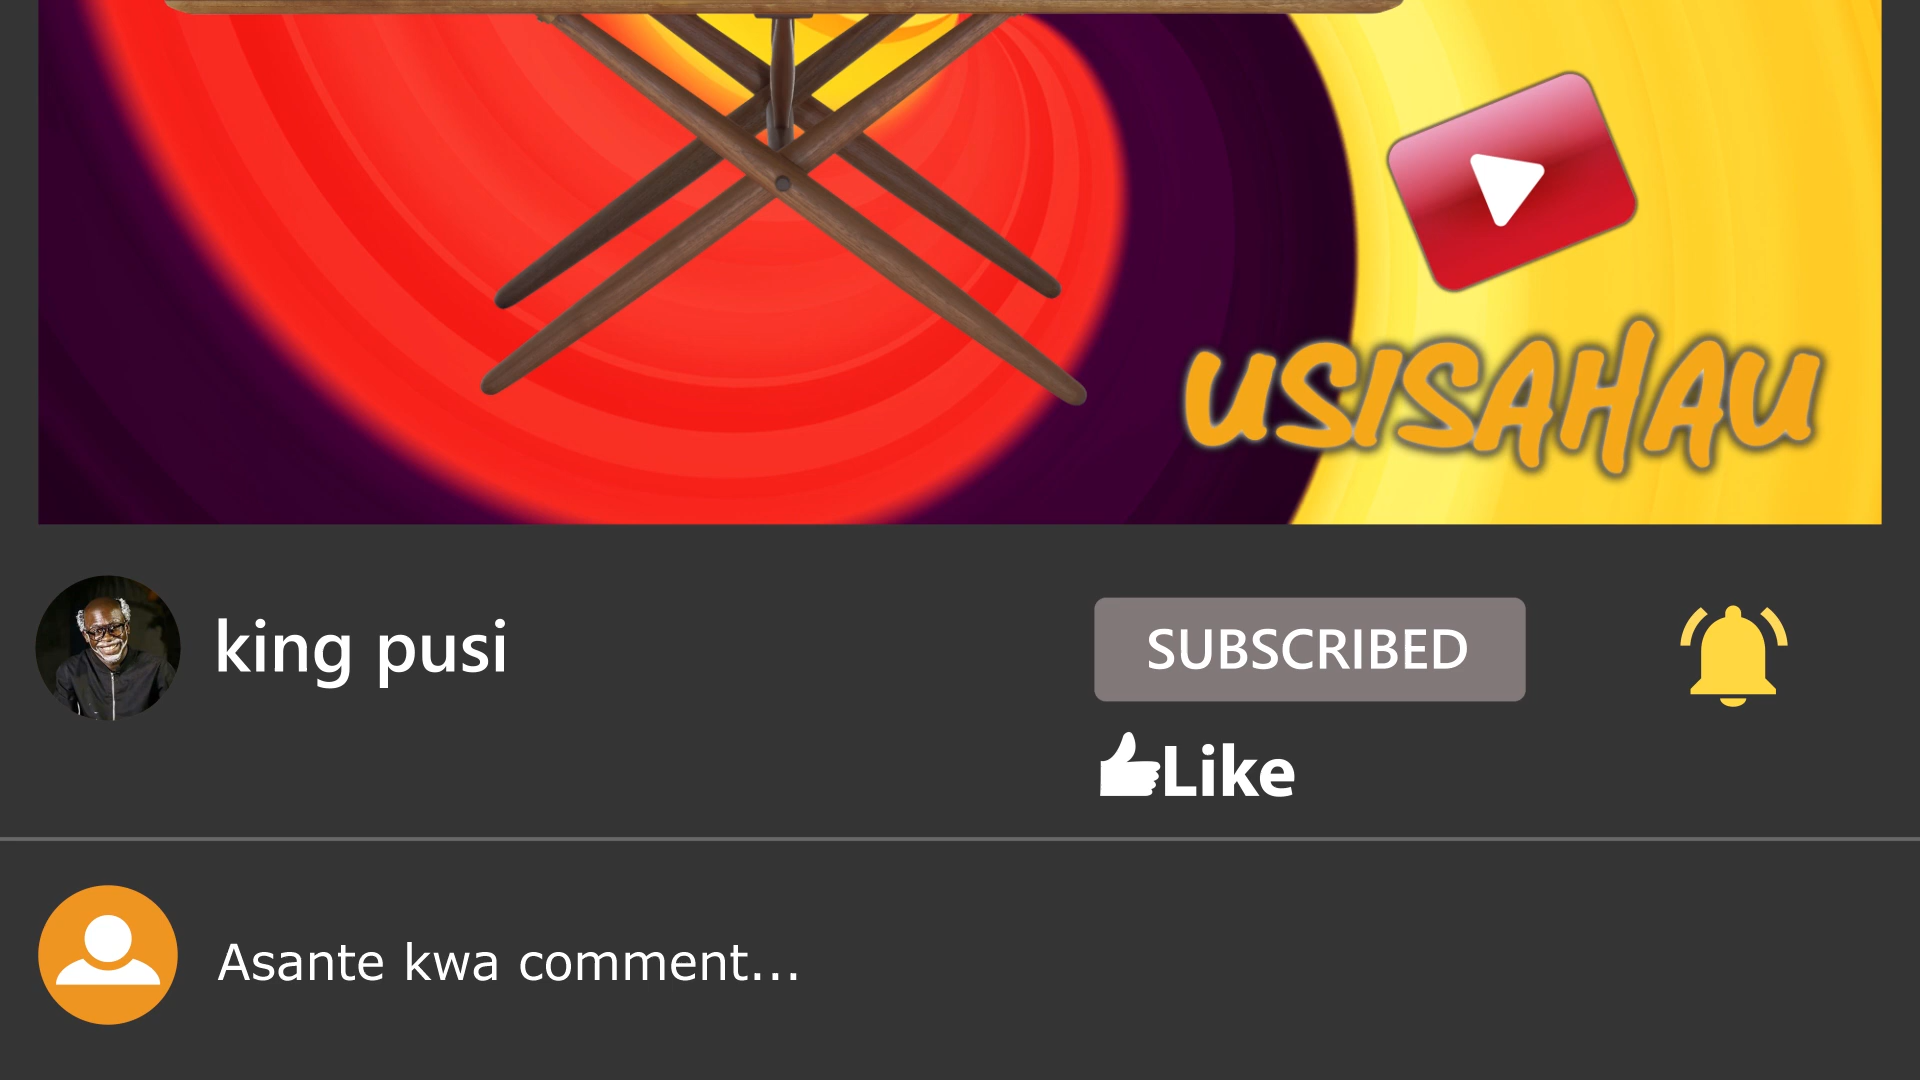 USISAHAU
king pusi
SUBSCRIBED
Like
Asante kwa comment...